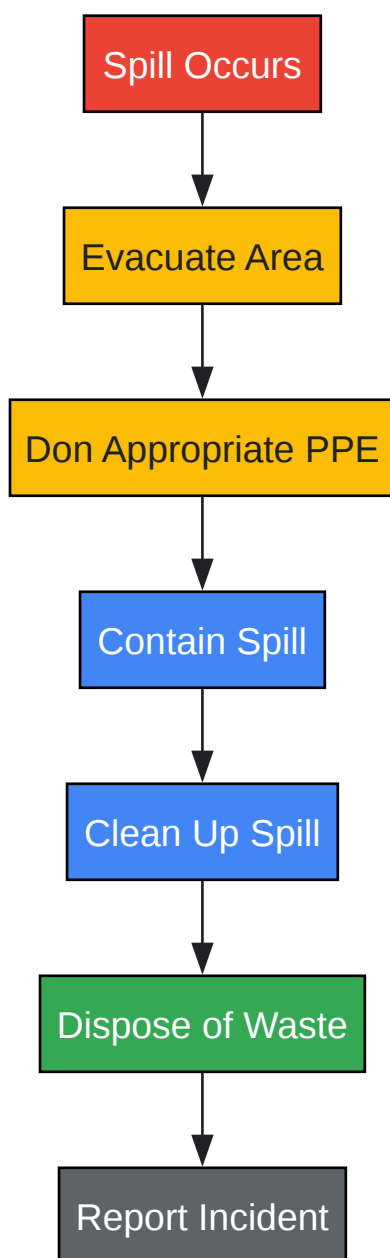 Spill Occurs
Evacuate Area
Don Appropriate PPE
Contain Spill
Clean Up Spill
Dispose of Waste
Report Incident